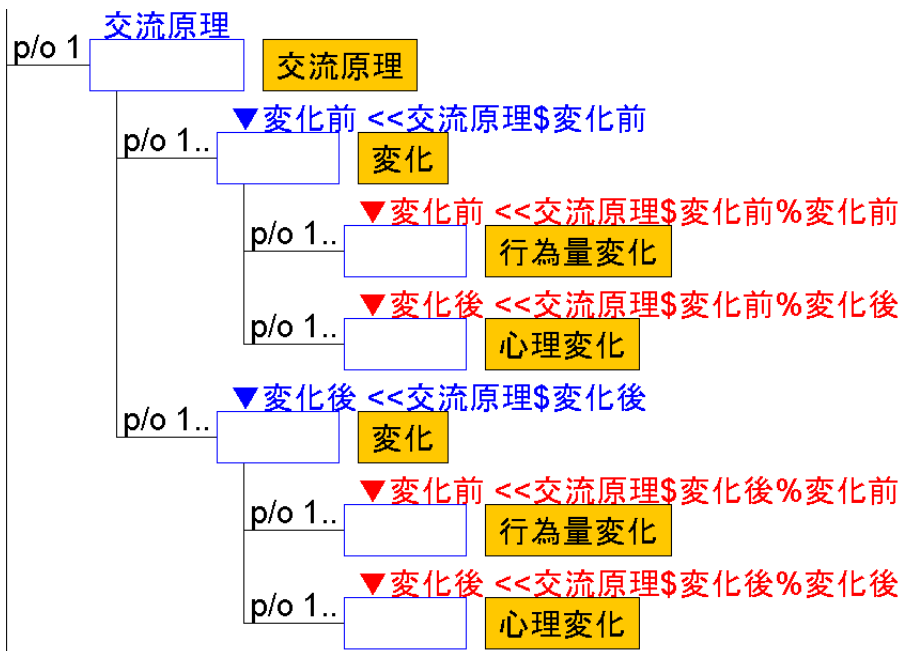 交流原理
p/o 1
交流原理
▼変化前 <<交流原理$変化前
p/o 1..
変化
▼変化前 <<交流原理$変化前%変化前
p/o 1..
行為量変化
▼変化後 <<交流原理$変化前%変化後
p/o 1..
心理変化
▼変化後 <<交流原理$変化後
p/o 1..
変化
▼変化前 <<交流原理$変化後%変化前
p/o 1..
行為量変化
▼変化後 <<交流原理$変化後%変化後
p/o 1..
心理変化